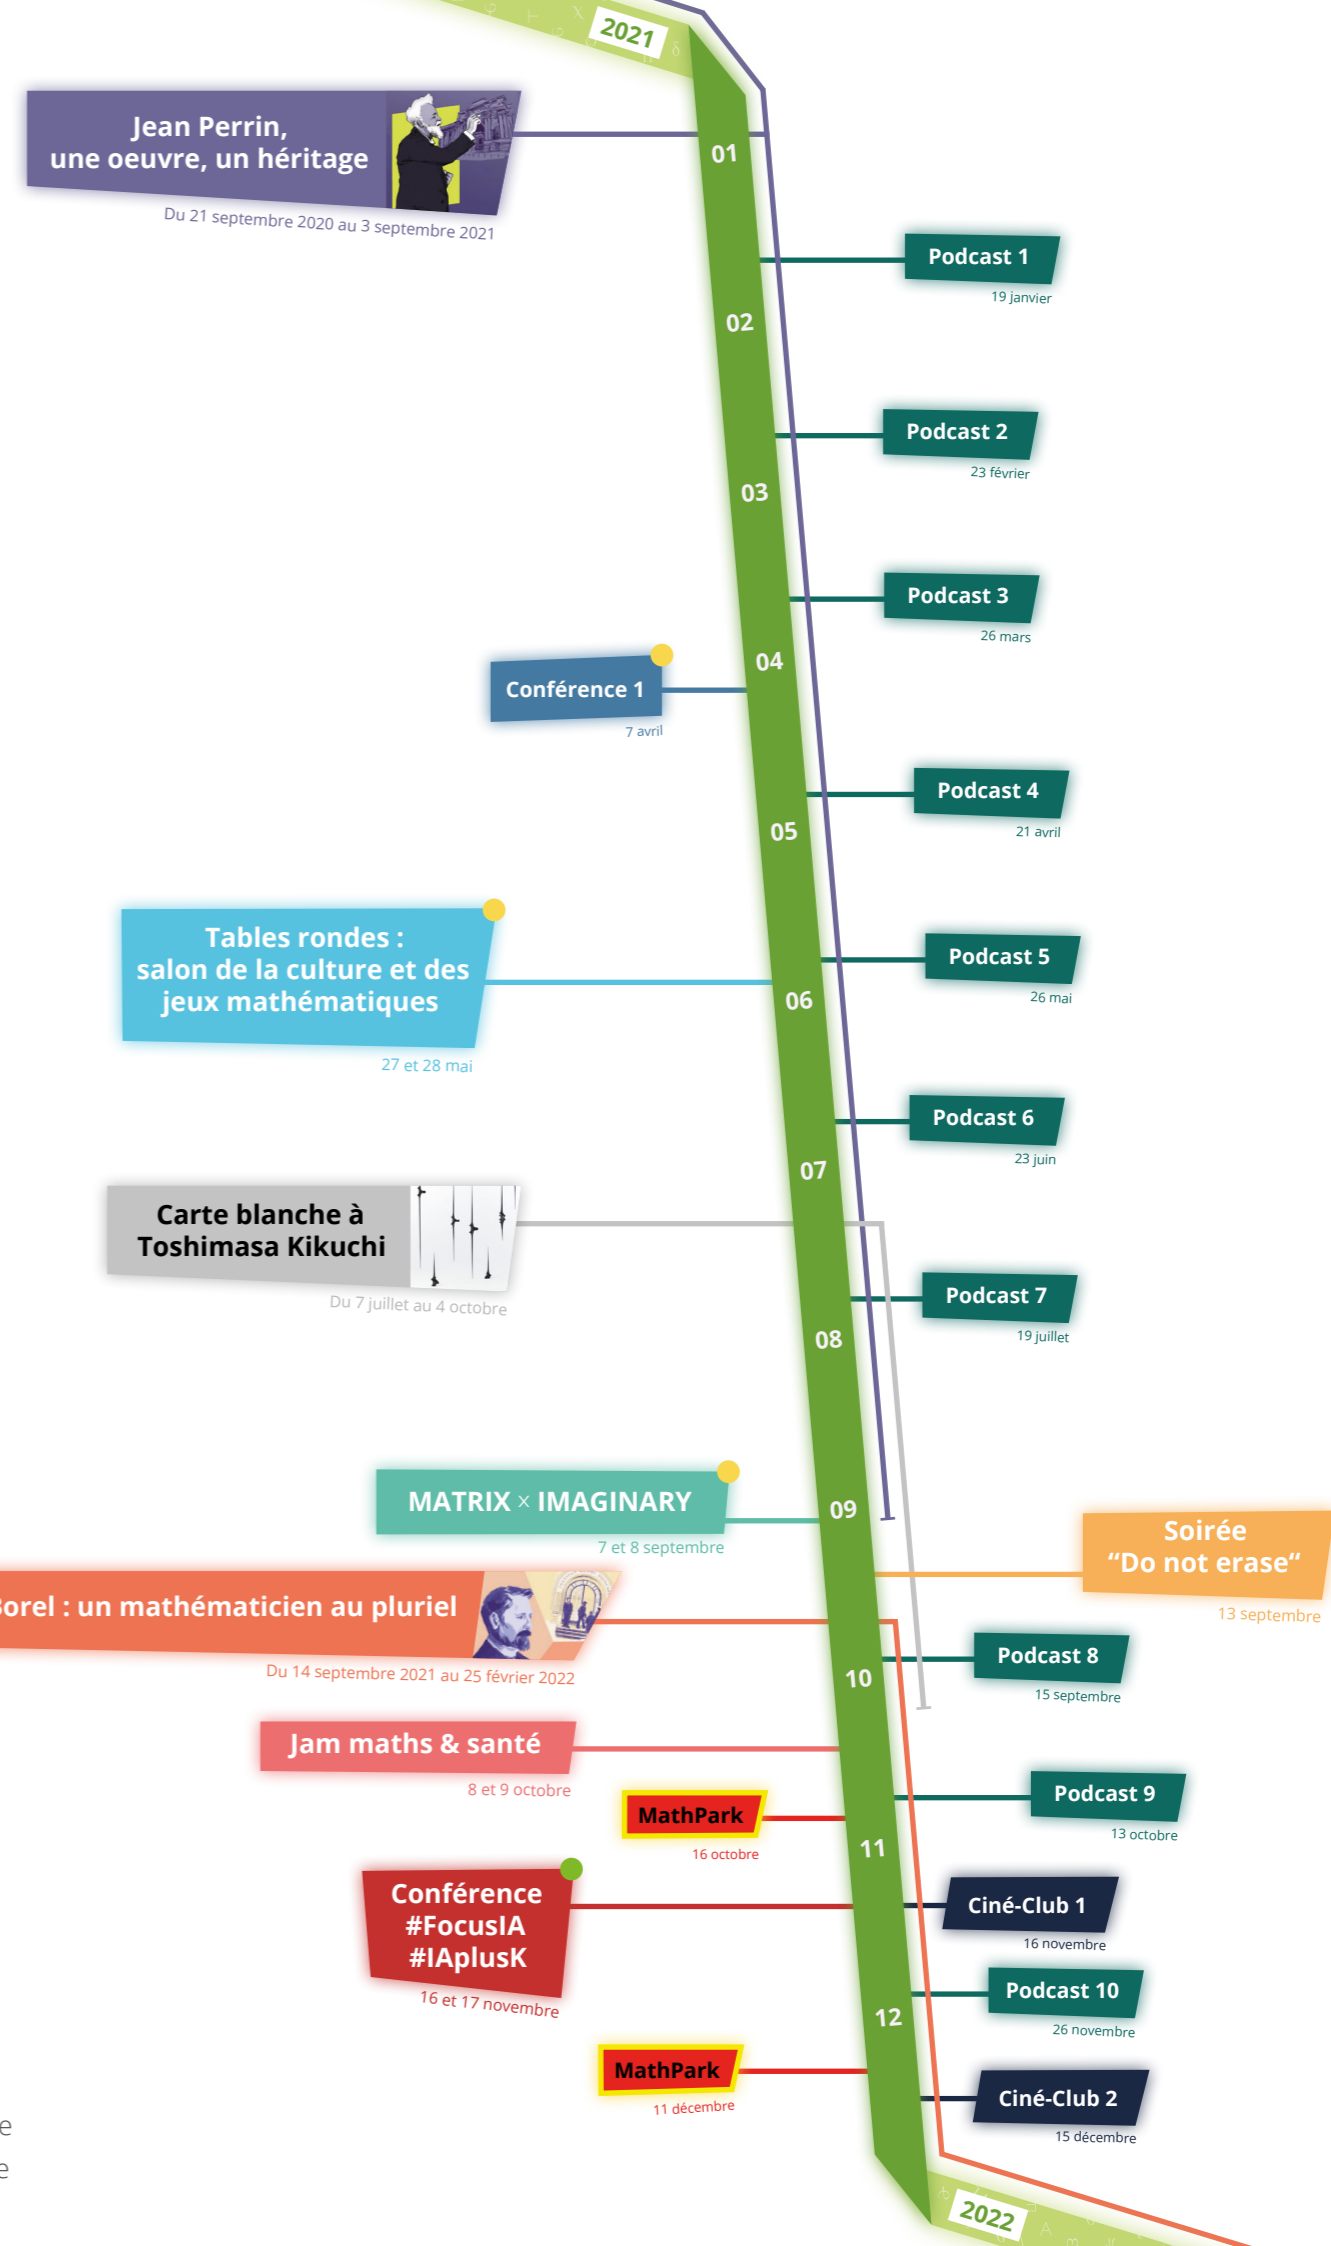 2021
Jean Perrin,
une oeuvre, un héritage
Du 21 septembre 2020 au 3 septembre 2021
01
Podcast 1
19 janvier
02
Podcast 2
23 février
03
Podcast 3
26 mars
04
Conférence 1
7 avril
Podcast 4
21 avril
05
Tables rondes :
salon de la culture et des
jeux mathématiques
27 et 28 mai
Podcast 5
26 mai
06
Podcast 6
23 juin
07
Carte blanche à
Toshimasa Kikuchi
Du 7 juillet au 4 octobre
Podcast 7
19 juillet
08
MATRIX × IMAGINARY
7 et 8 septembre
09
Soirée
“Do not erase“
13 septembre
Borel : un mathématicien au pluriel
Du 14 septembre 2021 au 25 février 2022
Podcast 8
15 septembre
10
Jam maths & santé
8 et 9 octobre
Podcast 9
13 octobre
MathPark
16 octobre
11
Conférence
#FocusIA
#IAplusK
16 et 17 novembre
Ciné-Club 1
16 novembre
Podcast 10
26 novembre
12
MathPark
11 décembre
Ciné-Club 2
15 décembre
e
e
2022